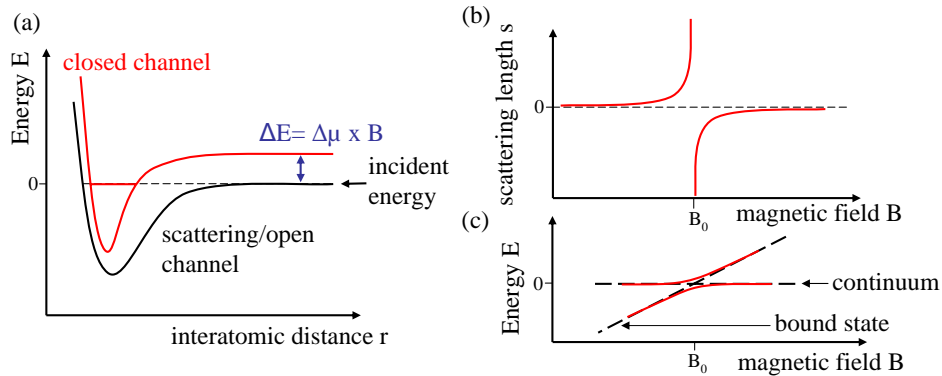 (a)
Energy E
closed channel
ΔE= Δμ x B
0
incident
energy
scattering/open
channel
interatomic distance r
(b)
scattering length s
0
B₀
magnetic field B
(c)
Energy E
0
continuum
bound state
B₀
magnetic field B